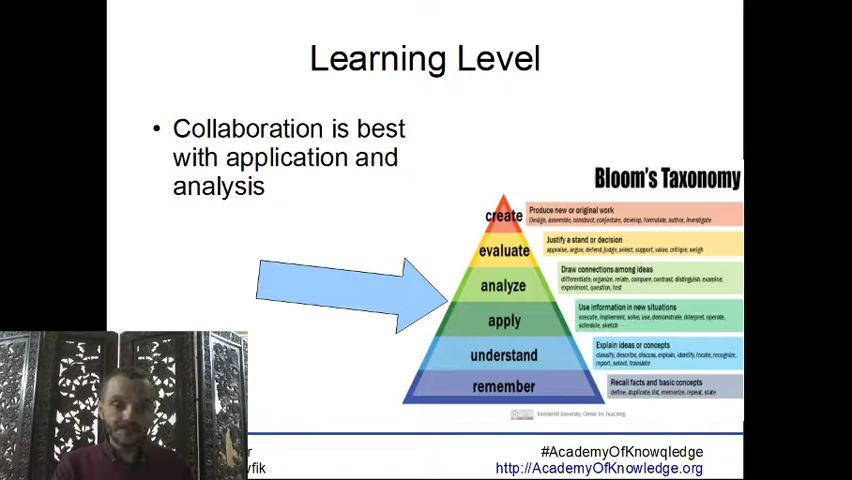 Learning Level
• Collaboration is best
with application and
analysis
Bloom's Taxonomy
create
Produce new or original work
Design, assemble, construct, conjecture, develop, formulate, author, investigate
evaluate
Justify a stand or decision
appraise, argue, defend, judge, select, support, value, critique, weigh
analyze
Draw connections among ideas
differentiate, organize, relate, compare, contrast, distinguish, examine,
experiment, question, test
apply
Use information in new situations
execute, implement, solve, use, demonstrate, interpret, operate,
schedule, sketch
understand
Explain ideas or concepts
classify, describe, discuss, explain, identify, locate, recognize,
report, select, translate
remember
Recall facts and basic concepts
define, duplicate, list, memorize, repeat, state
Vanderbilt University Center for Teaching
#AcademyOfKnowqledge
http://AcademyOfKnowledge.org